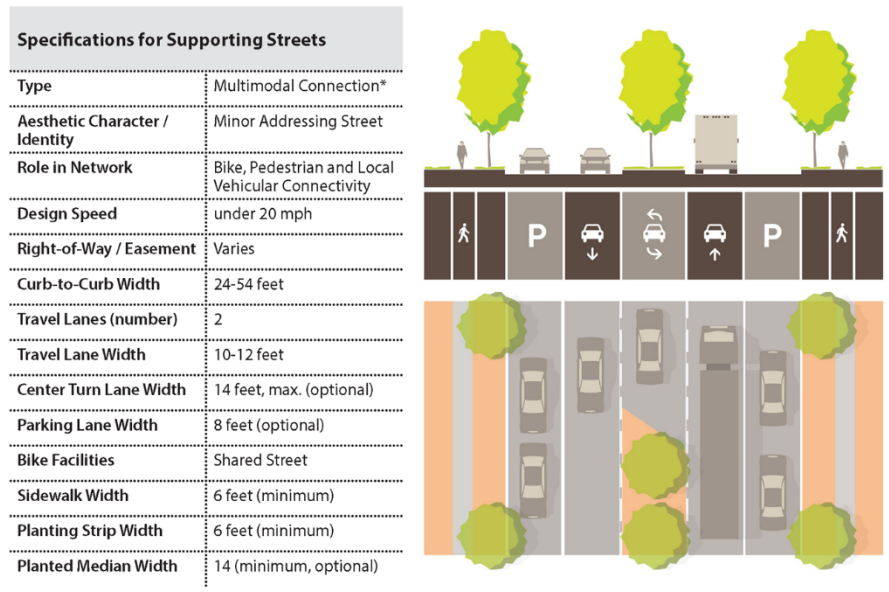 Specifications for Supporting Streets
Type Multimodal Connection*
Aesthetic Character / Minor Addressing Street
Identity
Role in Network Bike, Pedestrian and Local
Vehicular Connectivity
Design Speed under 20 mph
Right-of-Way / Easement Varies
Curb-to-Curb Width 24-54 feet
Travel Lanes (number) 2
Travel Lane Width 10-12 feet
Center Turn Lane Width 14 feet, max. (optional)
Parking Lane Width 8 feet (optional)
Bike Facilities Shared Street
Sidewalk Width 6 feet (minimum)
Planting Strip Width 6 feet (minimum)
Planted Median Width 14 (minimum, optional)
P P